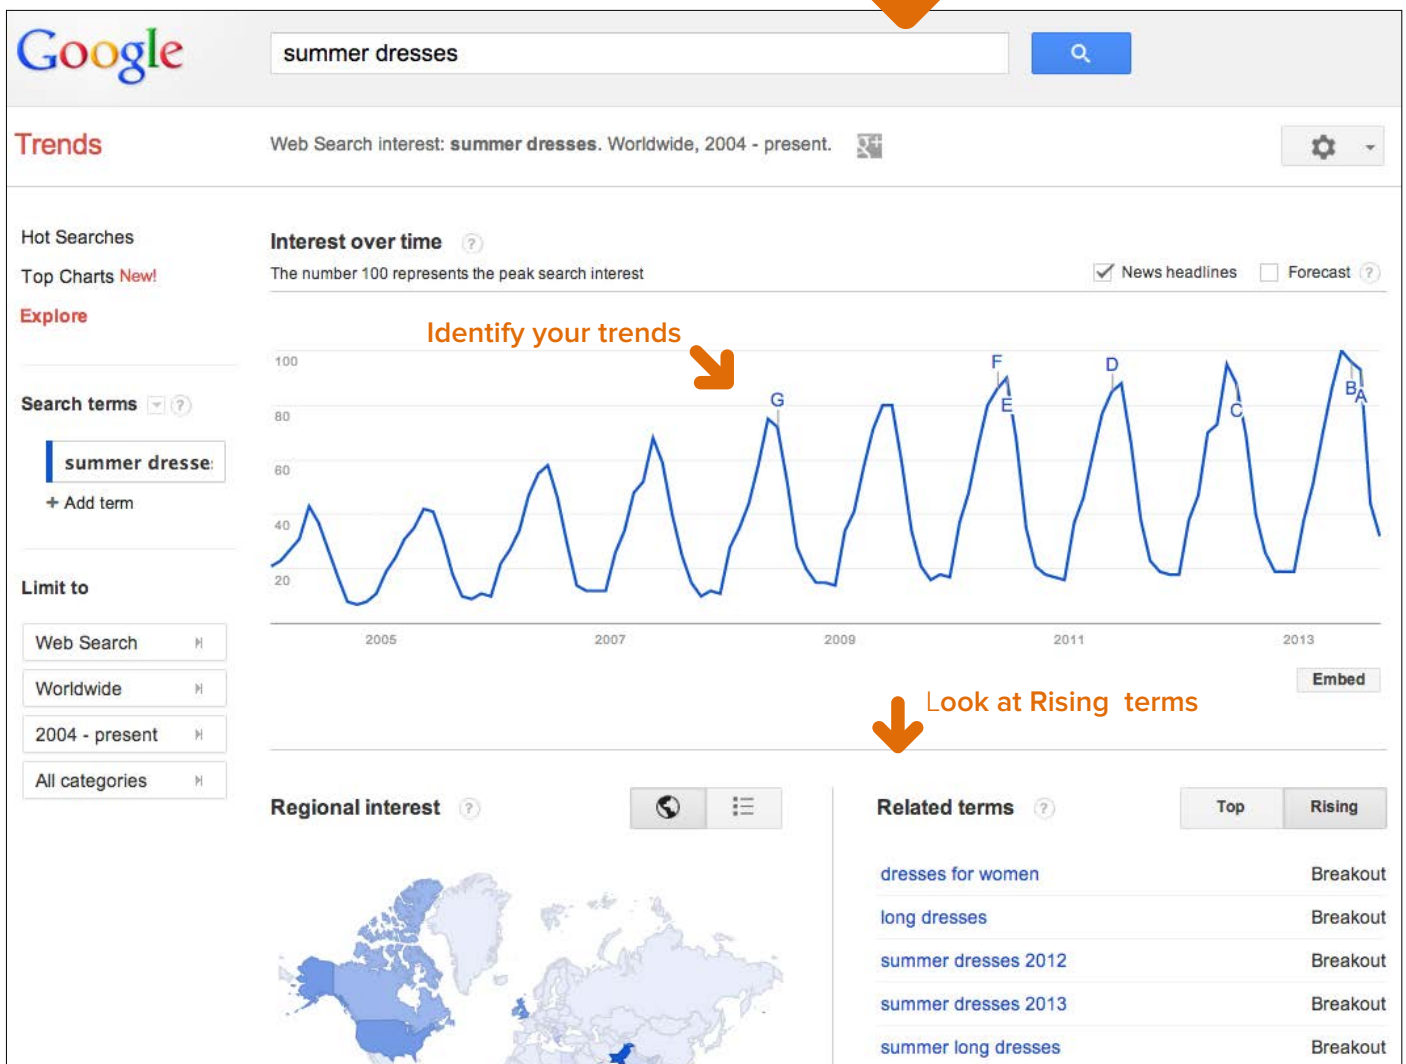 Google
summer dresses
Trends
Web Search interest: summer dresses. Worldwide, 2004 - present.
Hot Searches
Top Charts New!
Explore
Search terms ?
summer dresse
+ Add term
Limit to
Web Search
Worldwide
2004 - present
All categories
Interest over time ?
The number 100 represents the peak search interest
News headlines
Forecast ?
Identify your trends
100
80
60
40
20
G
F
E
D
C
B
A
2005 2007 2009 2011 2013
Embed
Look at Rising terms
Regional interest ?
Related terms ?
Top Rising
dresses for women Breakout
long dresses Breakout
summer dresses 2012 Breakout
summer dresses 2013 Breakout
summer long dresses Breakout